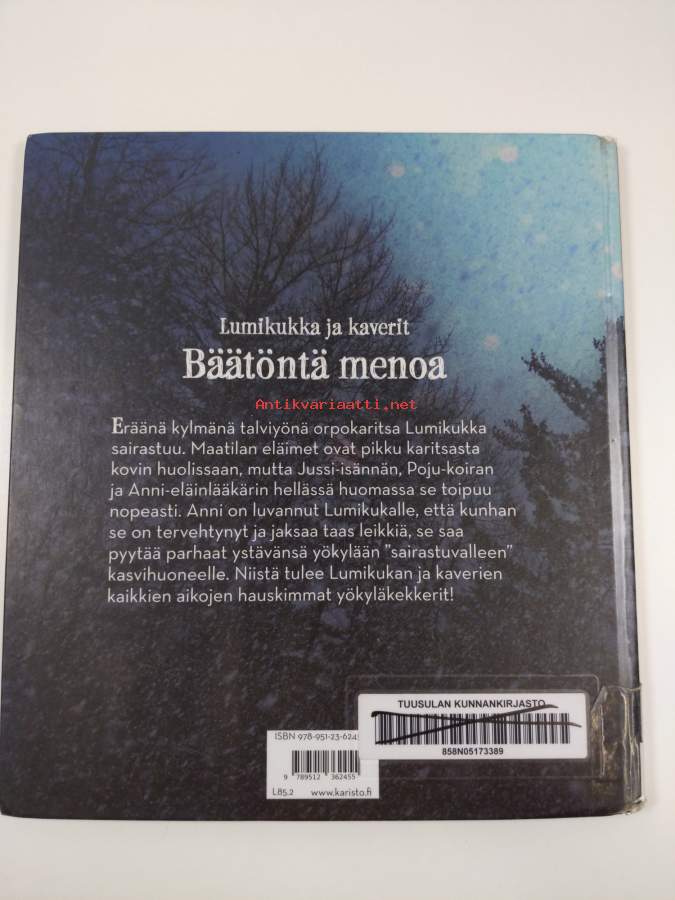 Lumikukka ja kaverit
Bäätöntä menoa
Antikvariaatti.net
Eräänä kylmänä talviyönä orpokaritsa Lumikukka
sairastuu. Maatilan eläimet ovat pikku karitsasta
kovin huolissaan, mutta Jussi-isännän, Poju-koiran
ja Anni-eläinlääkärin hellässä huomassa se toipuu
nopeasti. Anni on luvannut Lumikukalle, että kunhan
se on tervehtynyt ja jaksaa taas leikkiä, se saa
pyytää parhaat ystävänsä yökylään ”sairastuvalleen”
kasvihuoneelle. Niistä tulee Lumikukan ja kaverien
kaikkien aikojen hauskimmat yökyläkekkerit!
TUUSULAN KUNNANKIRJASTO
858N05173389
ISBN 978-951-23-6245
9 789512 362455
L85.2 www.karisto.fi